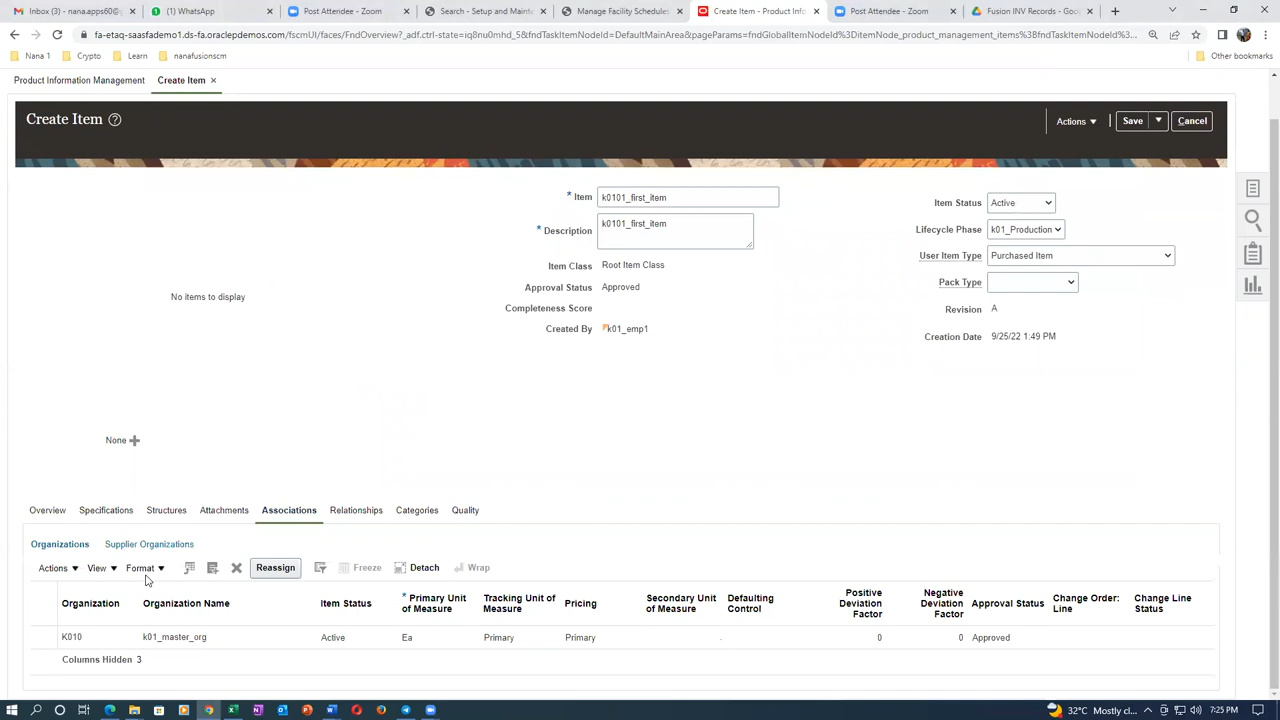 Inbox (31) - nana.apps60@g
(1) WhatsApp
Post Attendee - Zoom
Search - Setup and Maint
Manage Facility Schedules
Create Item - Product Info
Post Attendee - Zoom
Fusion INV Records - Goo
fa-etaq-saasfademo1.ds-fa.oraclepdemos.com/fscmUI/faces/FndOverview?_adf.ctrl-state=iq8nu0mhd_5&fndTaskItemNodeId=DefaultMainArea&pageParams=fndGlobalItemNodeId=itemNode_product_management_items&fndTaskItemNodeId...
Nana 1
Crypto
Learn
nanafusionscm
Other bookmarks
Product Information Management
Create Item ×
Create Item
Actions
Save
Cancel
* Item k0101_first_item
* Description k0101_first_item
Item Class Root Item Class
Approval Status Approved
Completeness Score
Created By k01_emp1
Item Status Active
Lifecycle Phase k01_Production
User Item Type Purchased Item
Pack Type
Revision A
Creation Date 9/25/22 1:49 PM
No items to display
None
Overview Specifications Structures Attachments Associations Relationships Categories Quality
Organizations Supplier Organizations
Actions View Format Reassign Freeze Detach Wrap
Organization Organization Name Item Status * Primary Unit of Measure Tracking Unit of Measure Pricing Secondary Unit of Measure Defaulting Control Positive Deviation Factor Negative Deviation Factor Approval Status Change Order: Line Change Line Status
K010 k01_master_org Active Ea Primary Primary 0 0 Approved
Columns Hidden 3
32°C Mostly cl... 7:25 PM